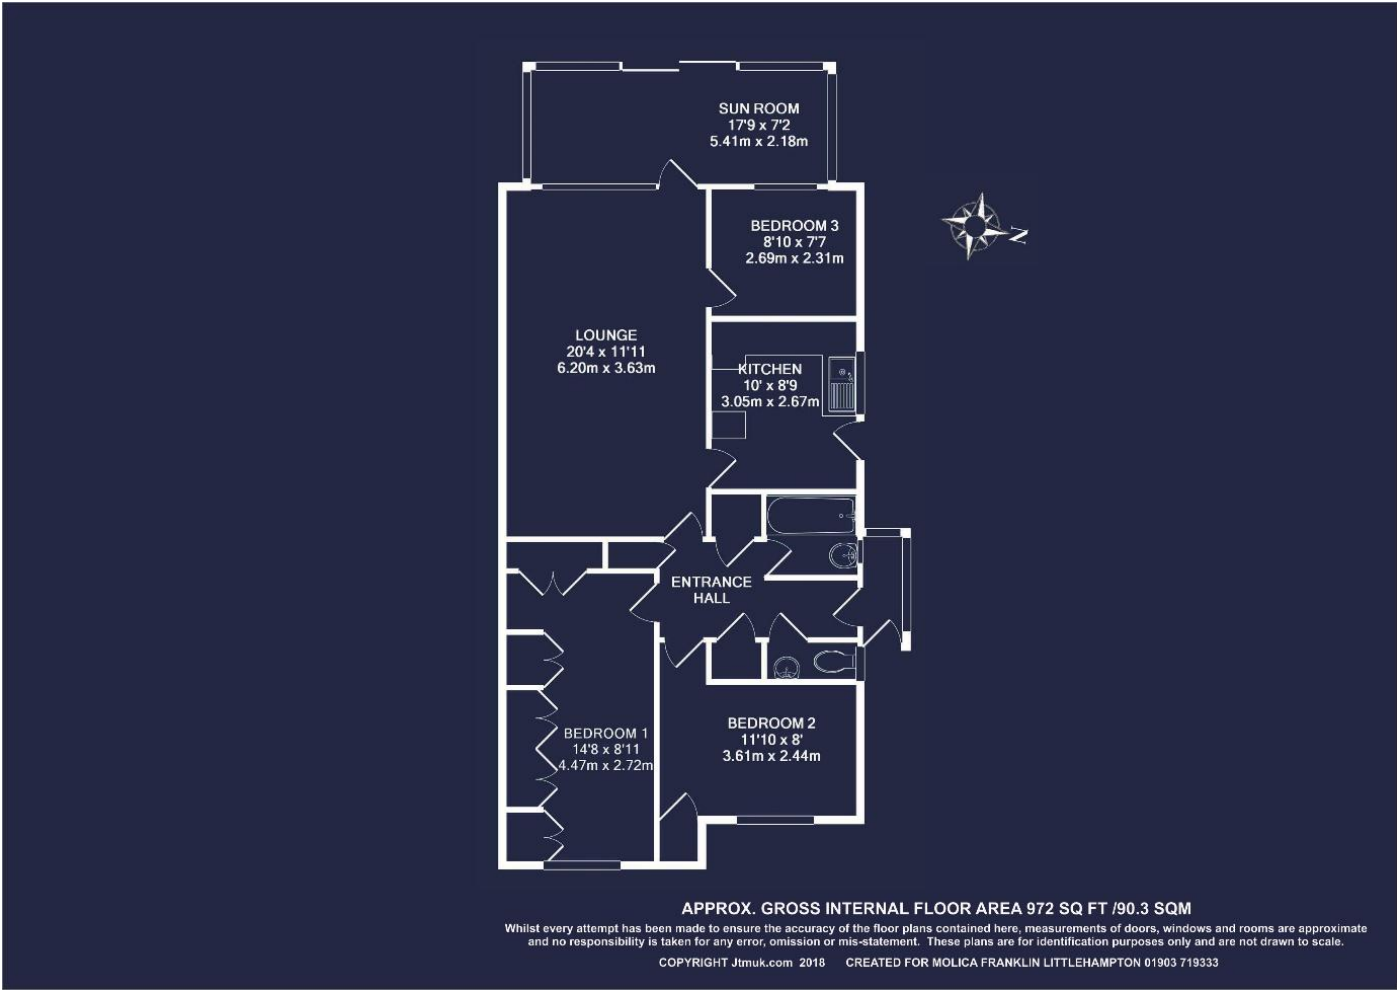 SUN ROOM
17'9 x 7'2
5.41m x 2.18m
BEDROOM 3
8'10 x 7'7
2.69m x 2.31m
N
LOUNGE
20'4 x 11'11
6.20m x 3.63m
KITCHEN
10' x 8'9
3.05m x 2.67m
ENTRANCE
HALL
BEDROOM 1
14'8 x 8'11
4.47m x 2.72m
BEDROOM 2
11'10 x 8'
3.61m x 2.44m
APPROX. GROSS INTERNAL FLOOR AREA 972 SQ FT /90.3 SQM
Whilst every attempt has been made to ensure the accuracy of the floor plans contained here, measurements of doors, windows and rooms are approximate
and no responsibility is taken for any error, omission or mis-statement. These plans are for identification purposes only and are not drawn to scale.
COPYRIGHT Jtmuk.com 2018 CREATED FOR MOLICA FRANKLIN LITTLEHAMPTON 01903 719333